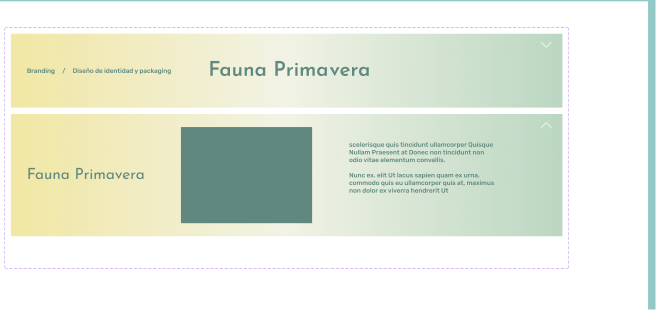 Branding / Diseño de identidad y packaging
Fauna Primavera
Fauna Primavera
scelerisque quis tincidunt ullamcorper Quisque
Nullam Praesent at Donec non tincidunt non
odio vitae elementum convallis.
Nunc ex. elit Ut lacus sapien quam ex urna.
commodo quis eu ullamcorper quis at, maximus
non dolor ex viverra hendrerit Ut